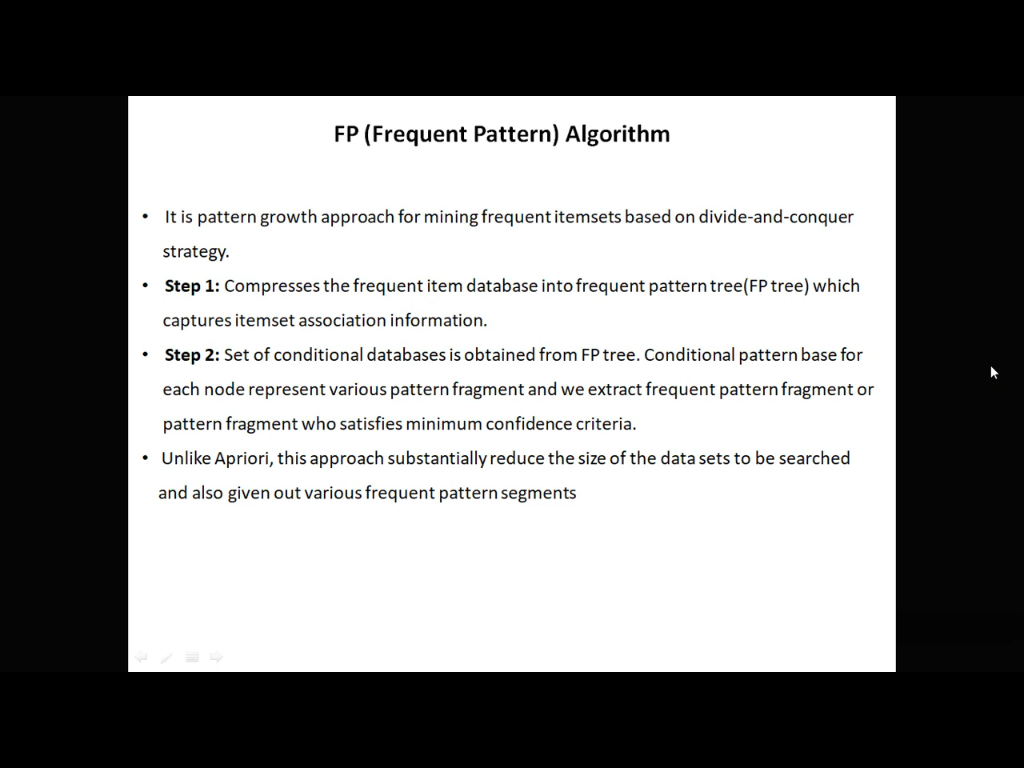 FP (Frequent Pattern) Algorithm
• It is pattern growth approach for mining frequent itemsets based on divide-and-conquer
strategy.
• Step 1: Compresses the frequent item database into frequent pattern tree(FP tree) which
captures itemset association information.
• Step 2: Set of conditional databases is obtained from FP tree. Conditional pattern base for
each node represent various pattern fragment and we extract frequent pattern fragment or
pattern fragment who satisfies minimum confidence criteria.
• Unlike Apriori, this approach substantially reduce the size of the data sets to be searched
and also given out various frequent pattern segments